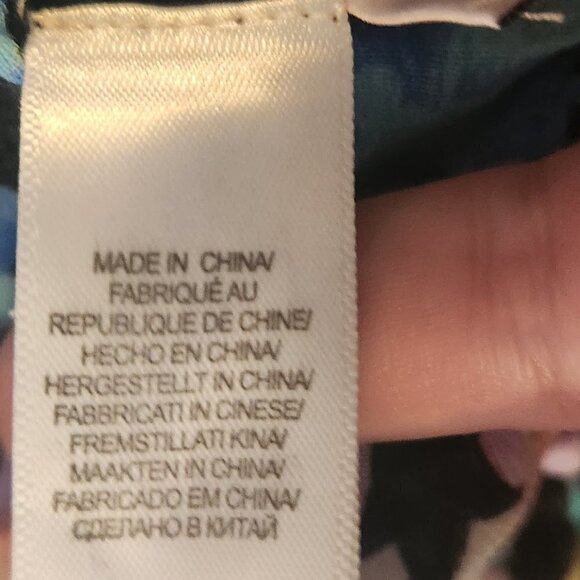 MADE IN CHINA/
FABRIQUÉ AU
REPUBLIQUE DE CHINE/
HECHO EN CHINA/
HERGESTELLT IN CHINA/
FABBRICATI IN CINESE/
FREMSTILLATI KINA/
MAAKTEN IN CHINA/
FABRICADO EM CHINA/
СДЕЛАНО В КИТАЙ